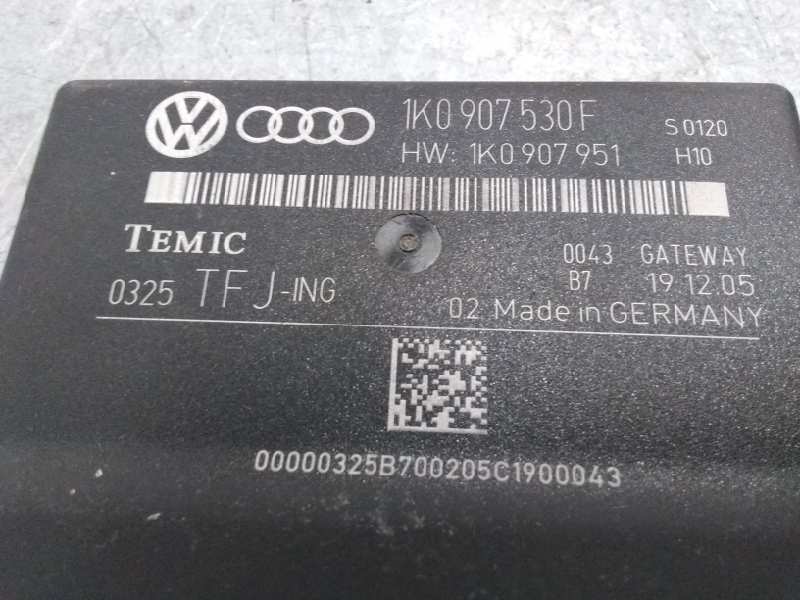 1K0 907 530 F S 0120
HW: 1K0 907 951 H10
TEMIC
0043 GATEWAY
0325 TFJ-ING B7 19.12.05
02 Made in GERMANY
00000325B700205C1900043